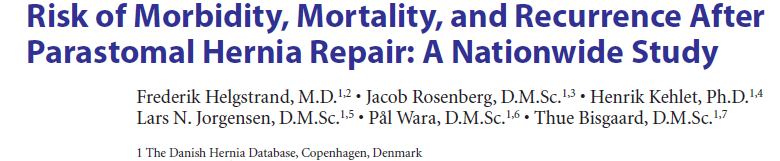 Risk of Morbidity, Mortality, and Recurrence After
Parastomal Hernia Repair: A Nationwide Study
Frederik Helgstrand, M.D.1,2 • Jacob Rosenberg, D.M.Sc.1,3 • Henrik Kehlet, Ph.D.1,4
Lars N. Jorgensen, D.M.Sc.1,5 • Pål Wara, D.M.Sc.1,6 • Thue Bisgaard, D.M.Sc.1,7
1 The Danish Hernia Database, Copenhagen, Denmark